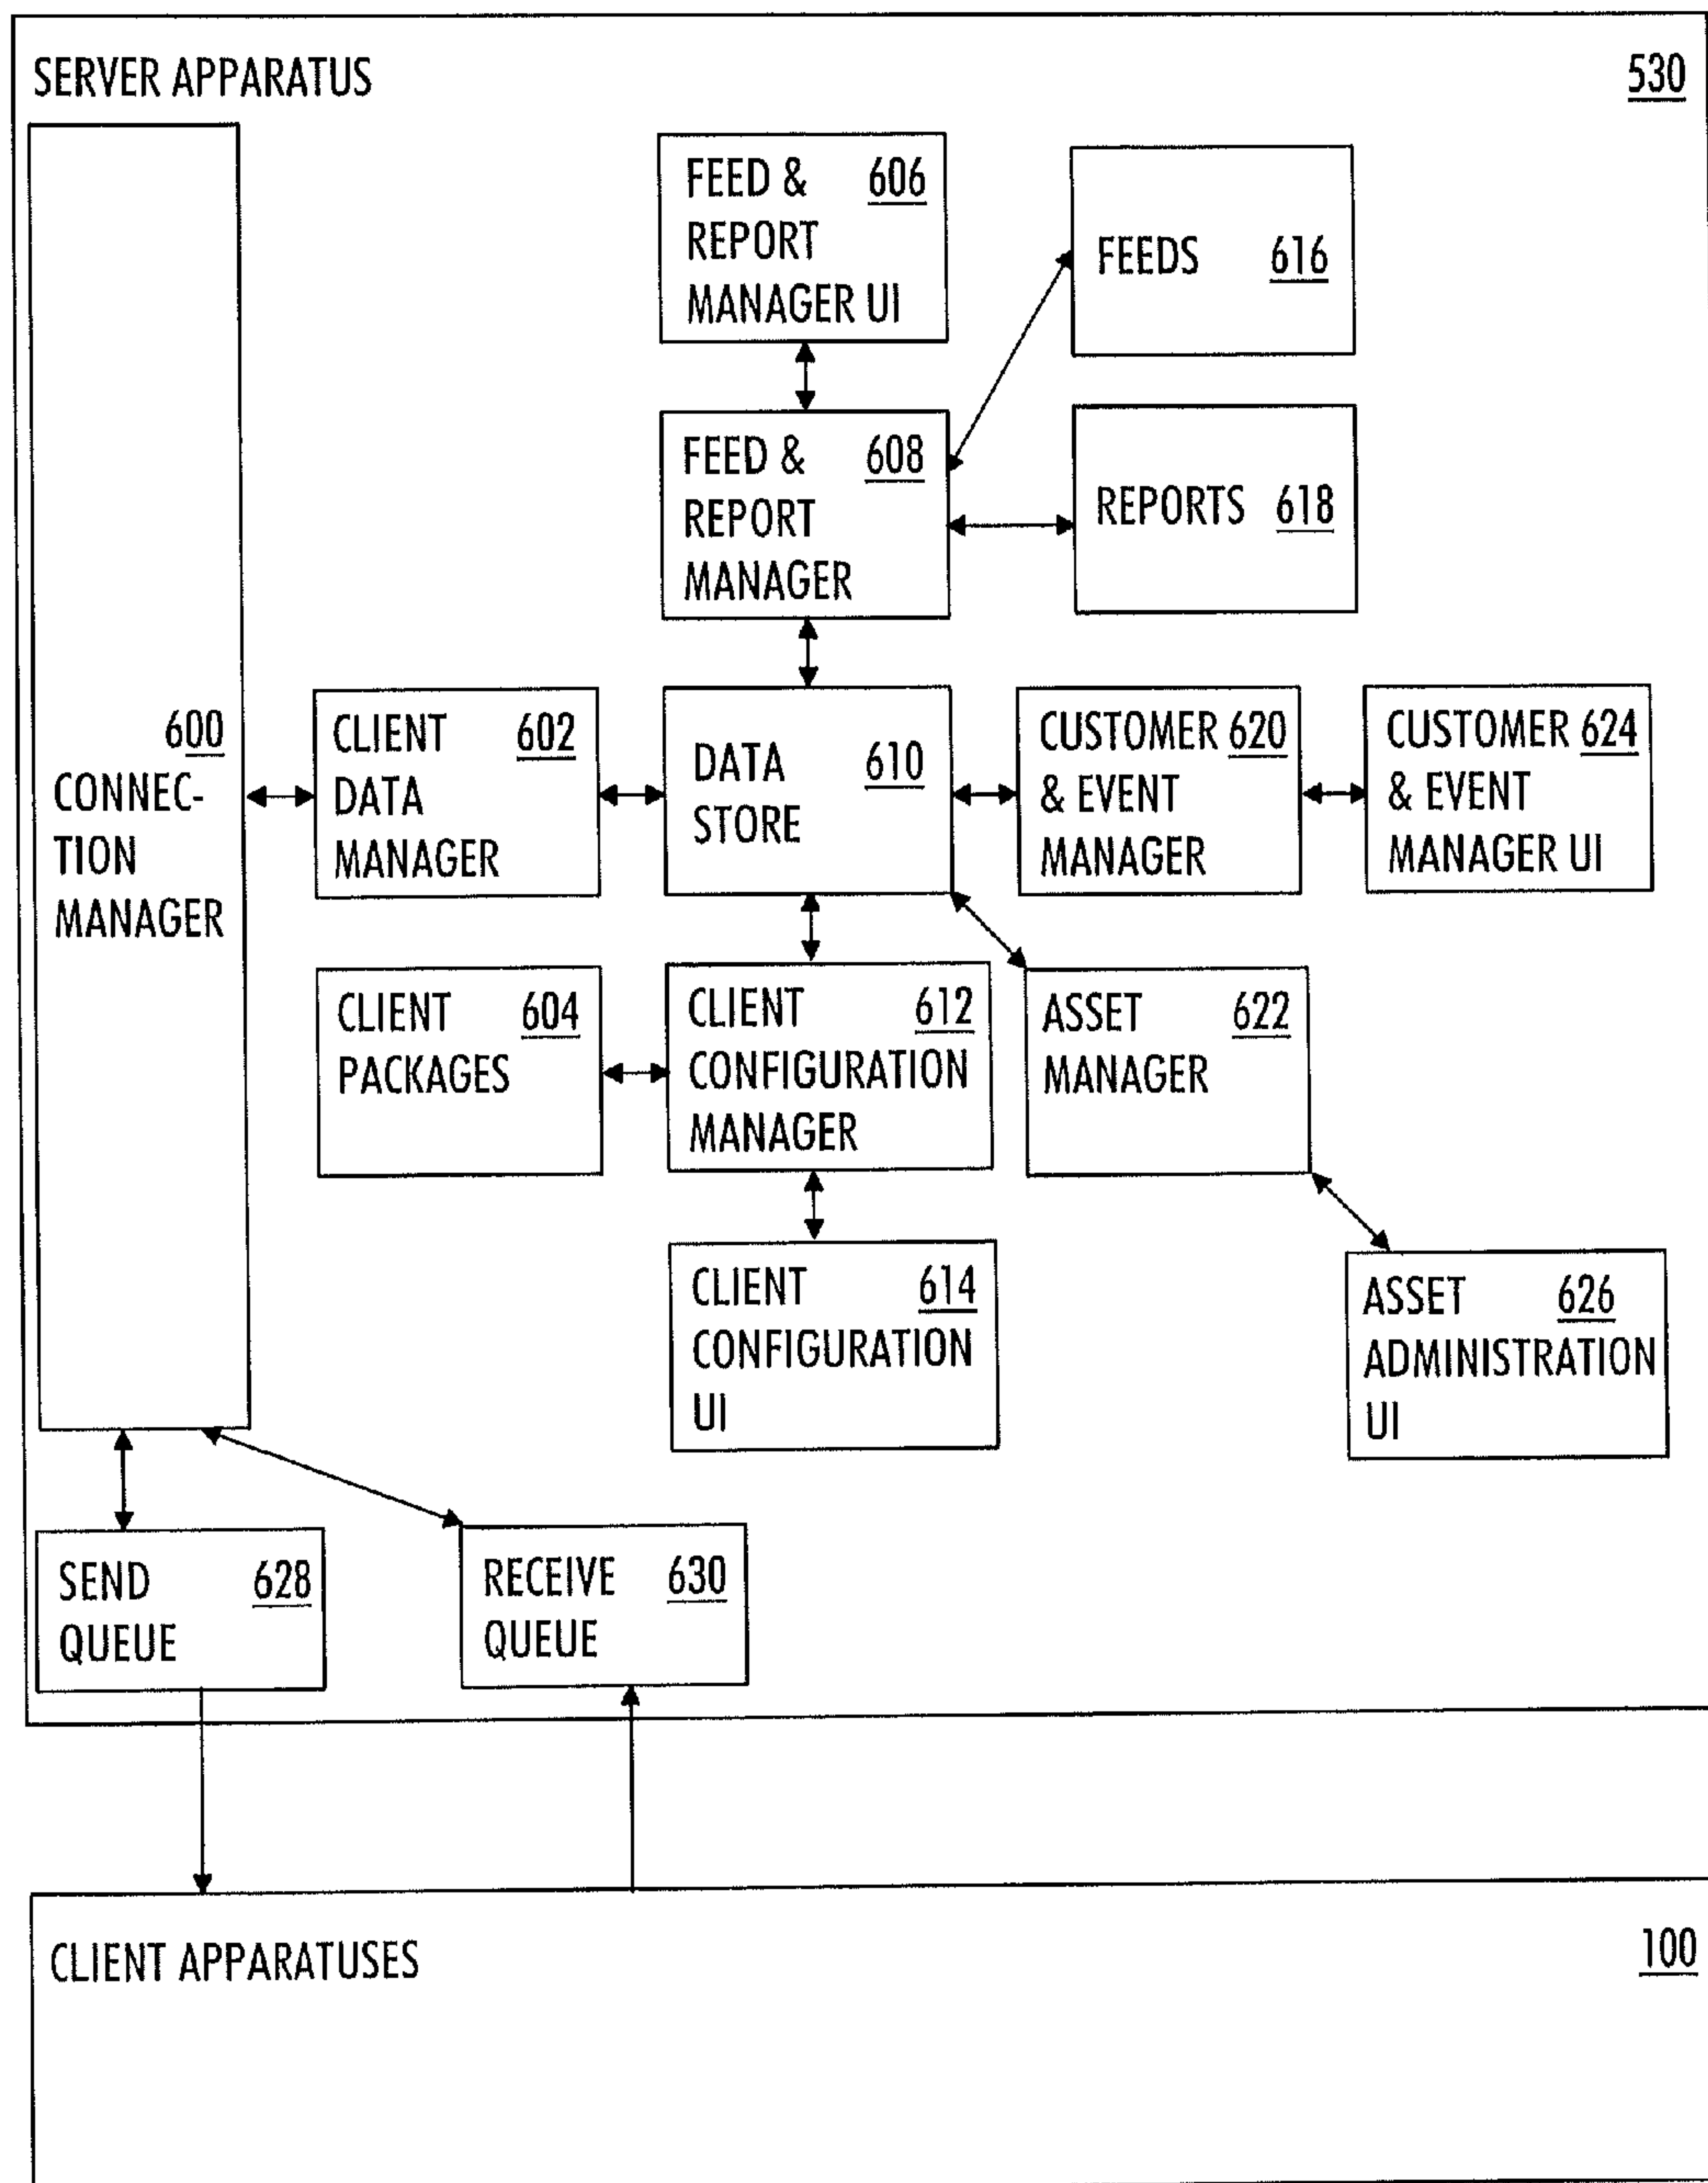 SERVER APPARATUS 530
FEED & 606
REPORT
MANAGER UI
FEEDS 616
FEED & 608
REPORT
MANAGER
REPORTS 618
600
CONNEC-
TION
MANAGER
CLIENT 602
DATA
MANAGER
DATA 610
STORE
CUSTOMER 620
& EVENT
MANAGER
CUSTOMER 624
& EVENT
MANAGER UI
CLIENT 604
PACKAGES
CLIENT 612
CONFIGURATION
MANAGER
ASSET 622
MANAGER
CLIENT 614
CONFIGURATION
UI
ASSET 626
ADMINISTRATION
UI
SEND 628
QUEUE
RECEIVE 630
QUEUE
CLIENT APPARATUSES 100